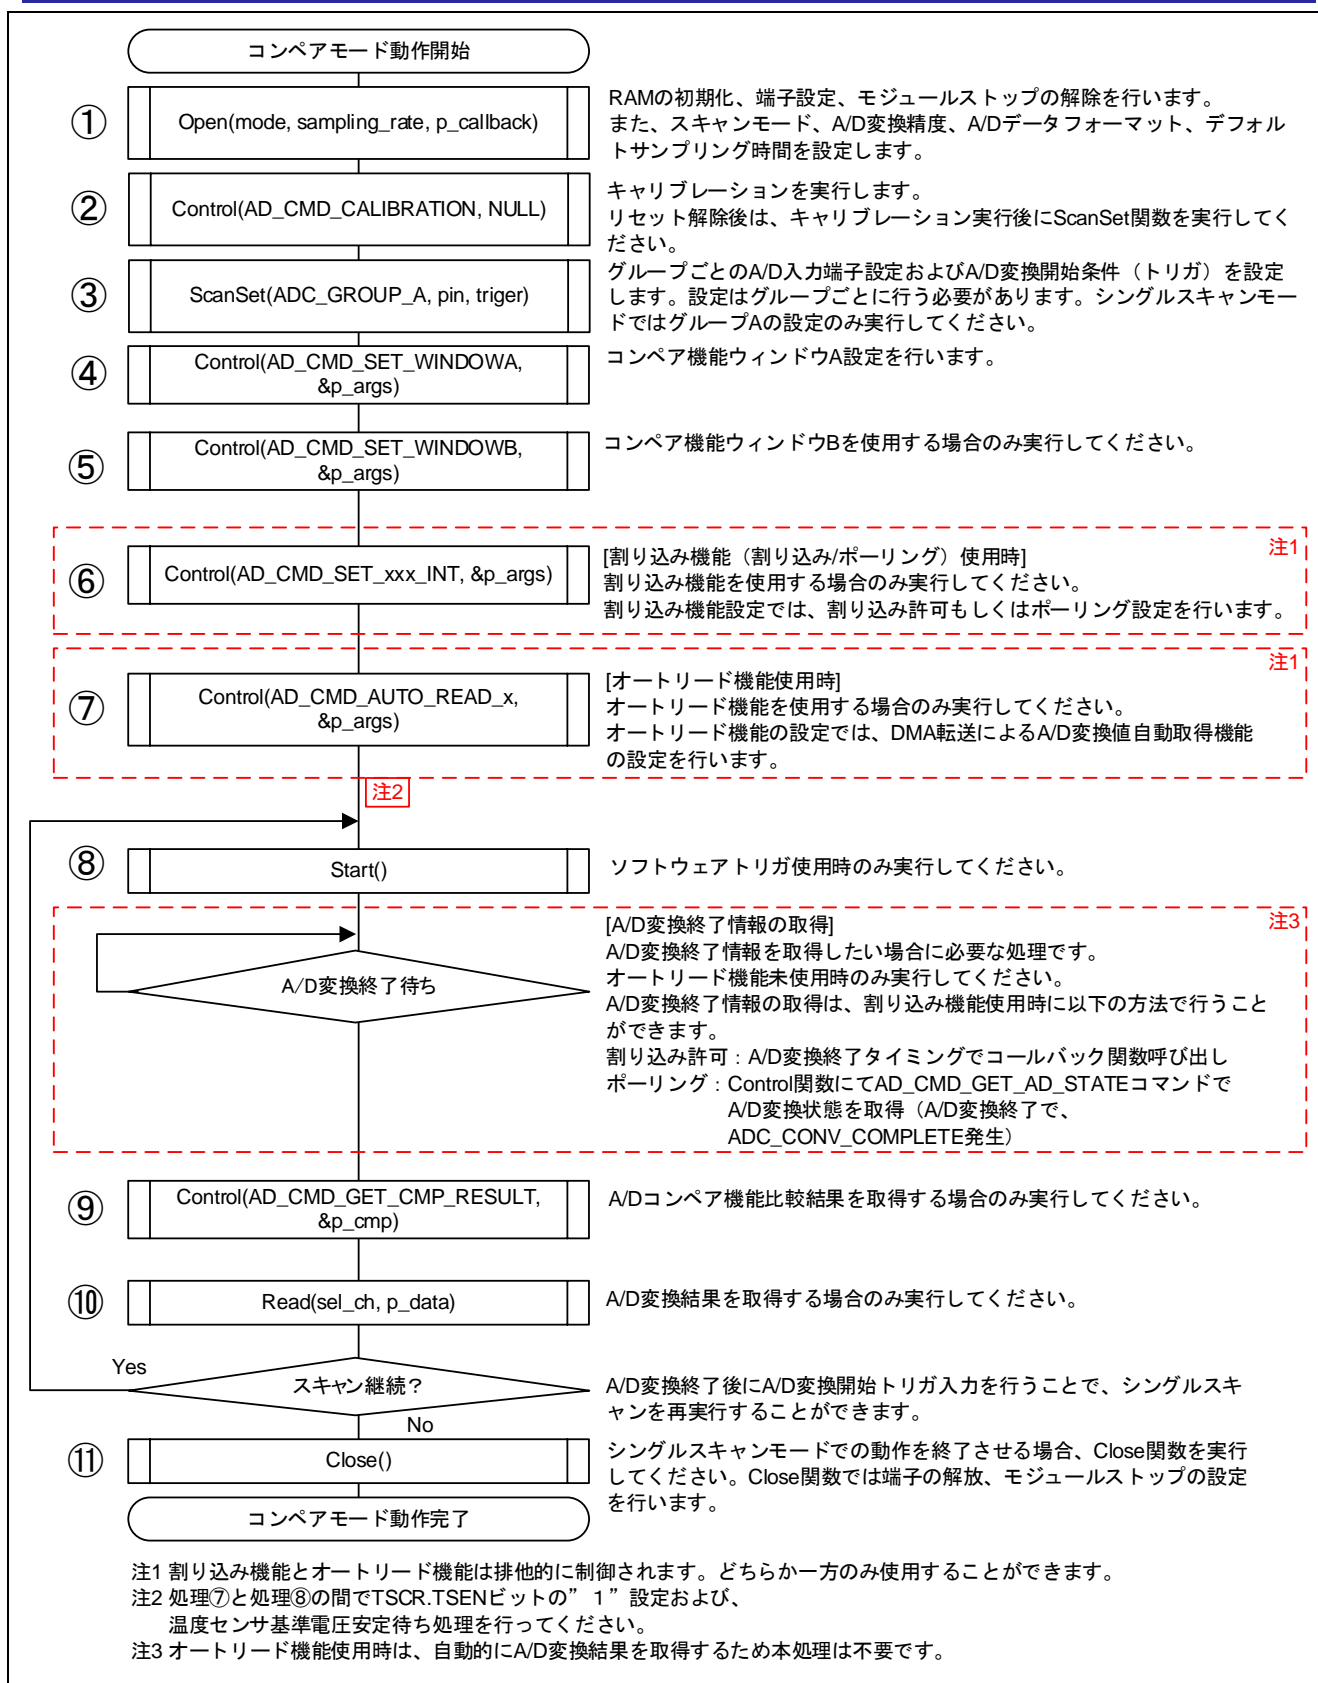 コンペアモード動作開始
①
Open(mode, sampling_rate, p_callback)
RAMの初期化、端子設定、モジュールストップの解除を行います。
また、スキャンモード、A/D変換精度、A/Dデータフォーマット、デフォル
トサンプリング時間を設定します。
②
Control(AD_CMD_CALIBRATION, NULL)
キャリブレーションを実行します。
リセット解除後は、キャリブレーション実行後にScanSet関数を実行してく
ださい。
③
ScanSet(ADC_GROUP_A, pin, triger)
グループごとのA/D入力端子設定およびA/D変換開始条件（トリガ）を設定
します。設定はグループごとに行う必要があります。シングルスキャンモー
ドではグループAの設定のみ実行してください。
④
Control(AD_CMD_SET_WINDOWA,
&p_args)
コンペア機能ウィンドウA設定を行います。
⑤
Control(AD_CMD_SET_WINDOWB,
&p_args)
コンペア機能ウィンドウBを使用する場合のみ実行してください。
注1
⑥
Control(AD_CMD_SET_xxx_INT, &p_args)
[割り込み機能（割り込み/ポーリング）使用時]
割り込み機能を使用する場合のみ実行してください。
割り込み機能設定では、割り込み許可もしくはポーリング設定を行います。
注1
⑦
Control(AD_CMD_AUTO_READ_x,
&p_args)
[オートリード機能使用時]
オートリード機能を使用する場合のみ実行してください。
オートリード機能の設定では、DMA転送によるA/D変換値自動取得機能
の設定を行います。
注2
⑧
Start()
ソフトウェアトリガ使用時のみ実行してください。
注3
A/D変換終了待ち
[A/D変換終了情報の取得]
A/D変換終了情報を取得したい場合に必要な処理です。
オートリード機能未使用時のみ実行してください。
A/D変換終了情報の取得は、割り込み機能使用時に以下の方法で行うこと
ができます。
割り込み許可：A/D変換終了タイミングでコールバック関数呼び出し
ポーリング：Control関数にてAD_CMD_GET_AD_STATEコマンドで
A/D変換状態を取得（A/D変換終了で、
ADC_CONV_COMPLETE発生）
⑨
Control(AD_CMD_GET_CMP_RESULT,
&p_cmp)
A/Dコンペア機能比較結果を取得する場合のみ実行してください。
⑩
Read(sel_ch, p_data)
A/D変換結果を取得する場合のみ実行してください。
Yes
スキャン継続？
A/D変換終了後にA/D変換開始トリガ入力を行うことで、シングルスキ
ャンを再実行することができます。
No
⑪
Close()
シングルスキャンモードでの動作を終了させる場合、Close関数を実行
してください。Close関数では端子の解放、モジュールストップの設定
を行います。
コンペアモード動作完了
注1 割り込み機能とオートリード機能は排他的に制御されます。どちらか一方のみ使用することができます。
注2 処理⑦と処理⑧の間でTSCR.TSENビットの”１”設定および、
温度センサ基準電圧安定待ち処理を行ってください。
注3 オートリード機能使用時は、自動的にA/D変換結果を取得するため本処理は不要です。